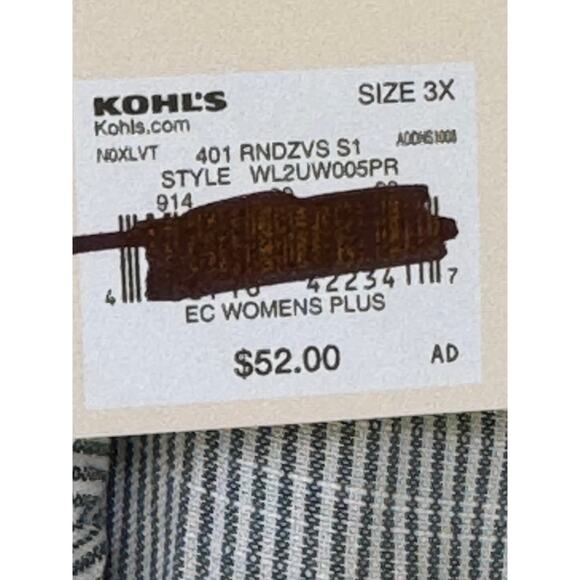 KOHL'S
SIZE 3X
Kohls.com
N0XLVT 401 RNDZVS S1
STYLE WL2UW005PR
914
4 42234 7
EC WOMENS PLUS
$52.00 AD